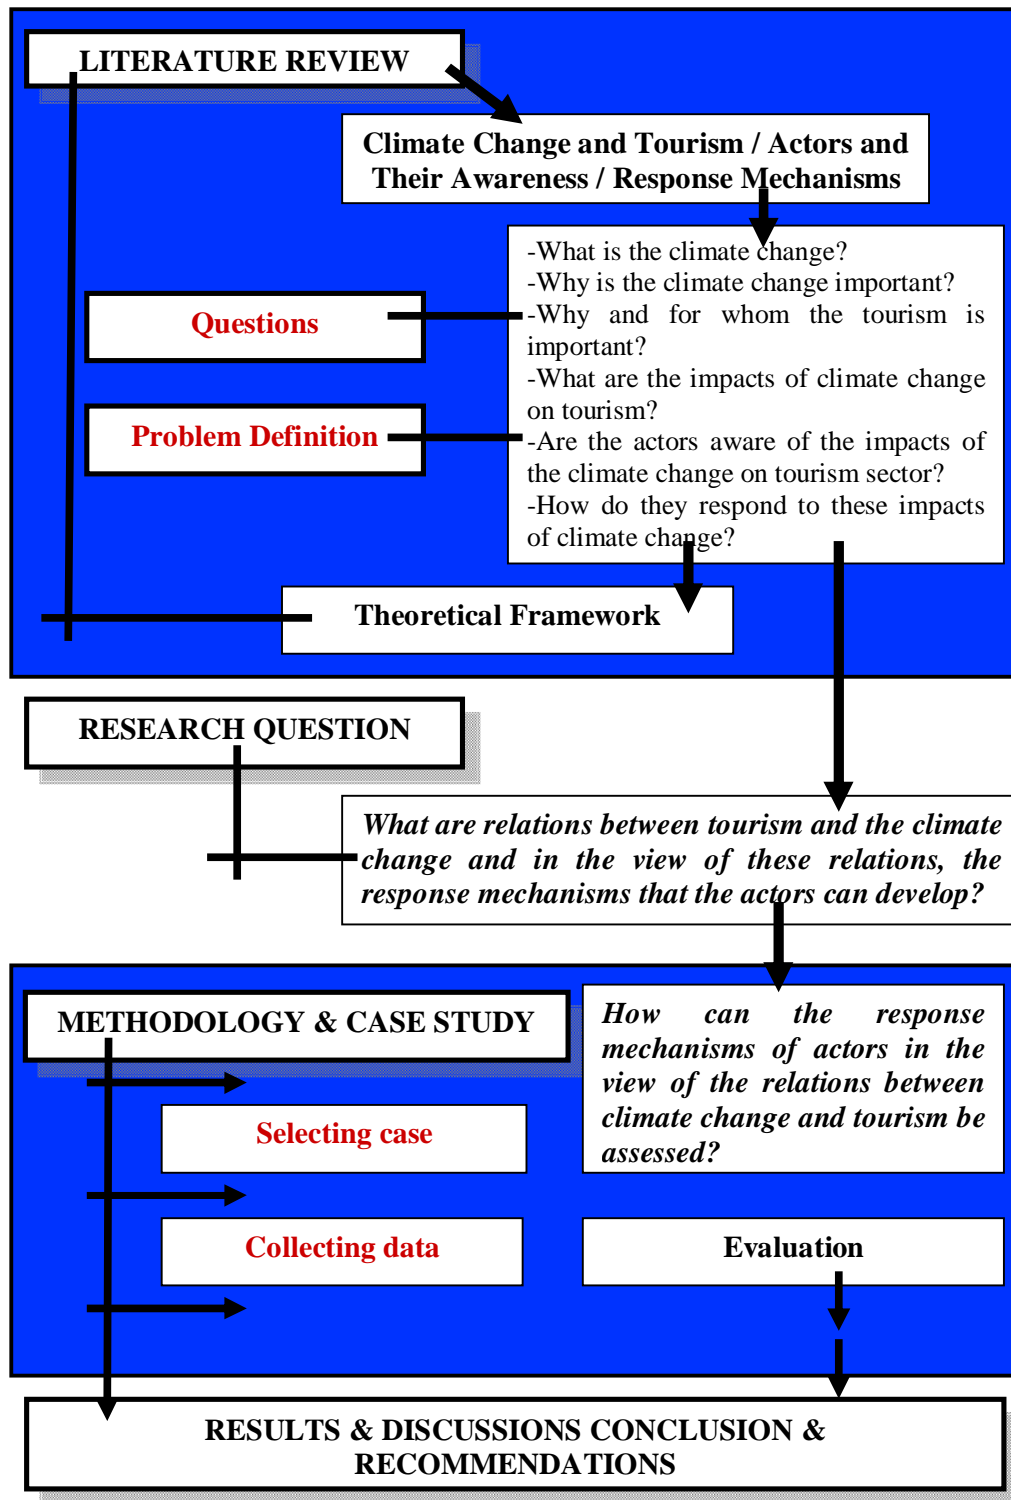 LITERATURE REVIEW
Climate Change and Tourism / Actors and
Their Awareness / Response Mechanisms
-What is the climate change?
-Why is the climate change important?
-Why and for whom the tourism is
important?
-What are the impacts of climate change
on tourism?
-Are the actors aware of the impacts of
the climate change on tourism sector?
-How do they respond to these impacts
of climate change?
Questions
Problem Definition
Theoretical Framework
RESEARCH QUESTION
What are relations between tourism and the climate
change and in the view of these relations, the
response mechanisms that the actors can develop?
METHODOLOGY & CASE STUDY
How can the response
mechanisms of actors in the
view of the relations between
climate change and tourism be
assessed?
Selecting case
Collecting data
Evaluation
RESULTS & DISCUSSIONS CONCLUSION &
RECOMMENDATIONS